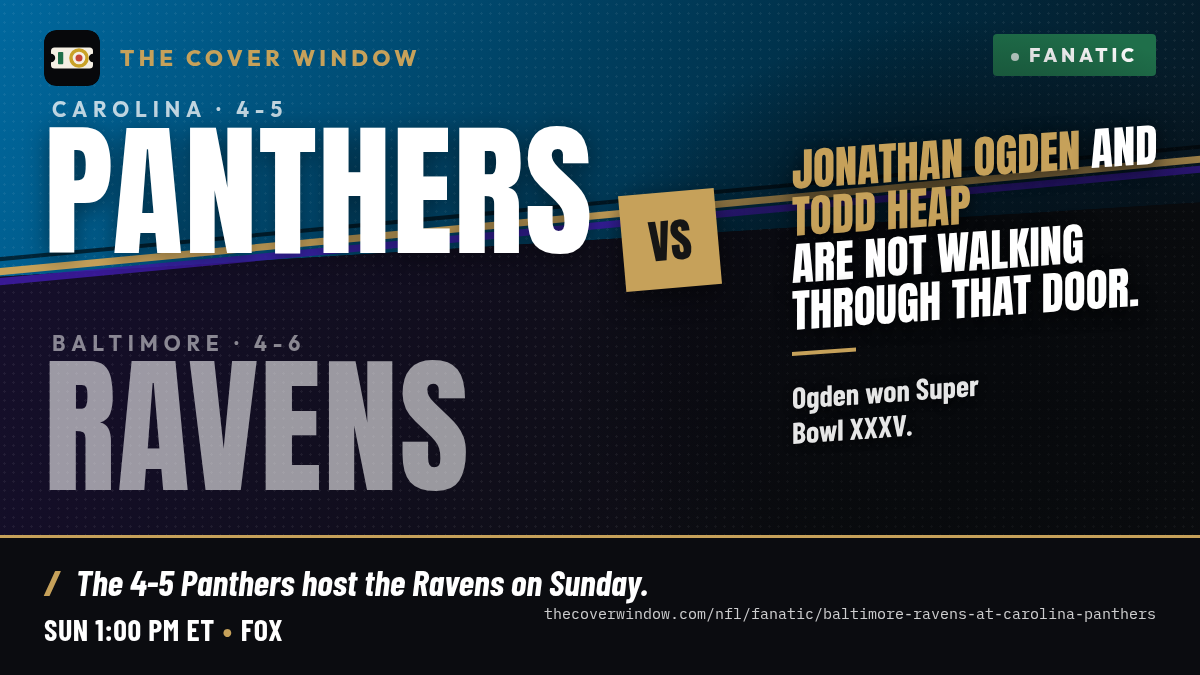 THE COVER WINDOW
FANATIC
CAROLINA · 4-5
PANTHERS
VS
BALTIMORE · 4-6
RAVENS
JONATHAN OGDEN AND
TODD HEAP
ARE NOT WALKING
THROUGH THAT DOOR.
Ogden won Super
Bowl XXXV.
/ The 4-5 Panthers host the Ravens on Sunday.
SUN 1:00 PM ET • FOX
thecoverwindow.com/nfl/fanatic/baltimore-ravens-at-carolina-panthers